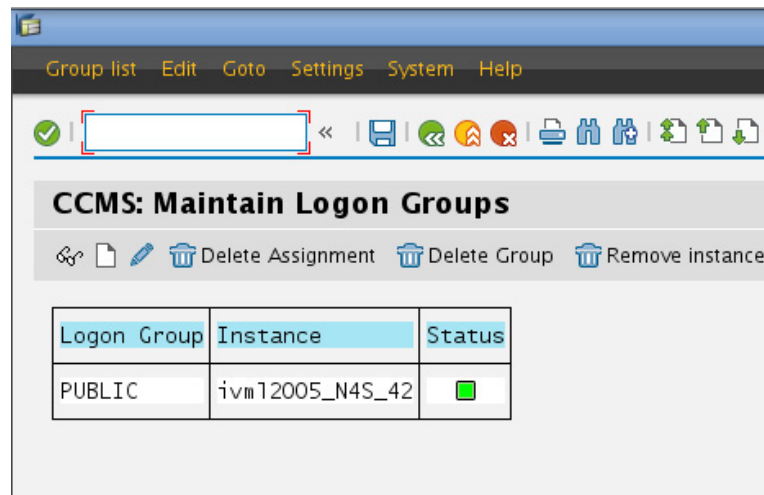 Group list Edit Goto Settings System Help
CCMS: Maintain Logon Groups
Delete Assignment Delete Group Remove instance
Logon Group Instance Status
PUBLIC ivml2005_N4S_42